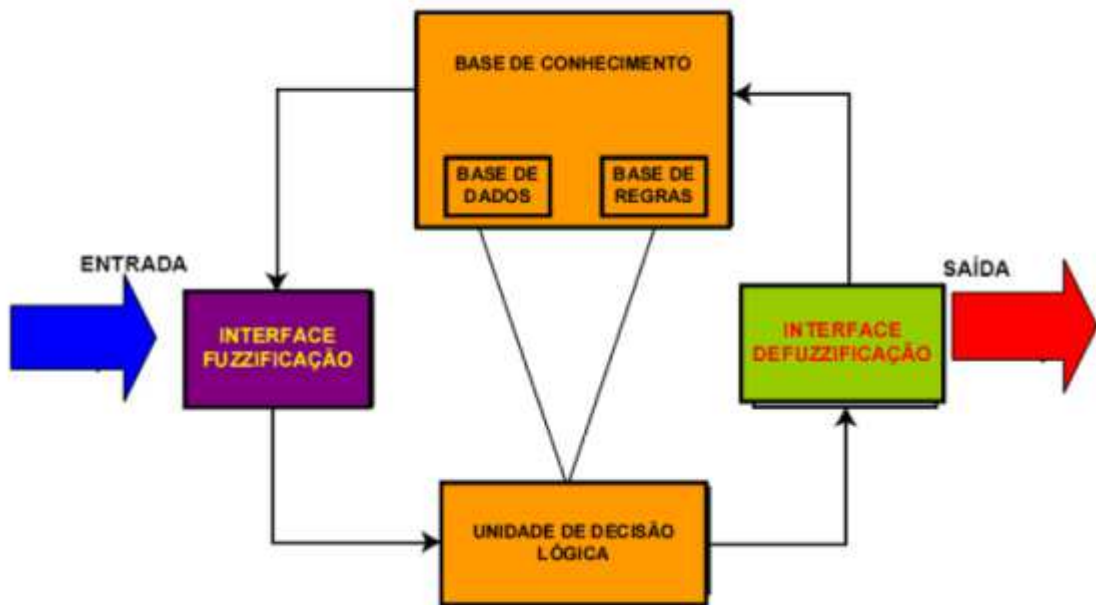 BASE DE CONHECIMENTO
BASE DE
DADOS
BASE DE
REGRAS
ENTRADA
SAÍDA
INTERFACE
FUZZIFICAÇÃO
INTERFACE
DEFUZZIFICAÇÃO
UNIDADE DE DECISÃO
LÓGICA